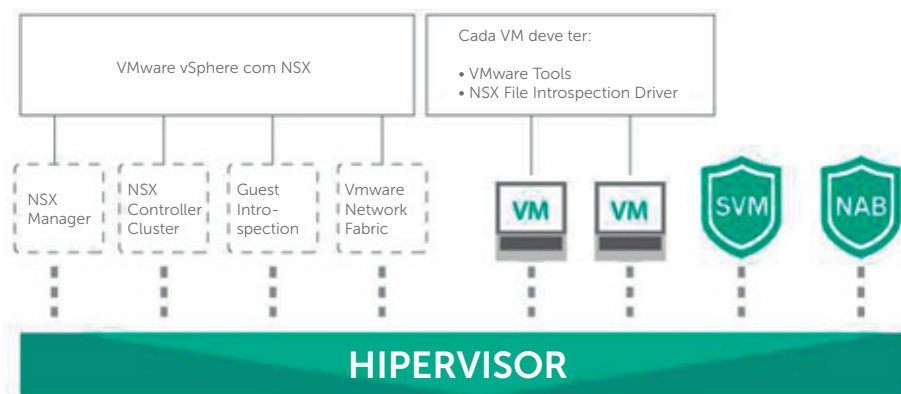 VMware vSphere com NSX
Cada VM deve ter:
• VMware Tools
• NSX File Introspection Driver
NSX
Manager
NSX
Controller
Cluster
Guest
Intro-
spection
Vmware
Network
Fabric
VM
VM
SVM
NAB
HIPERVISOR